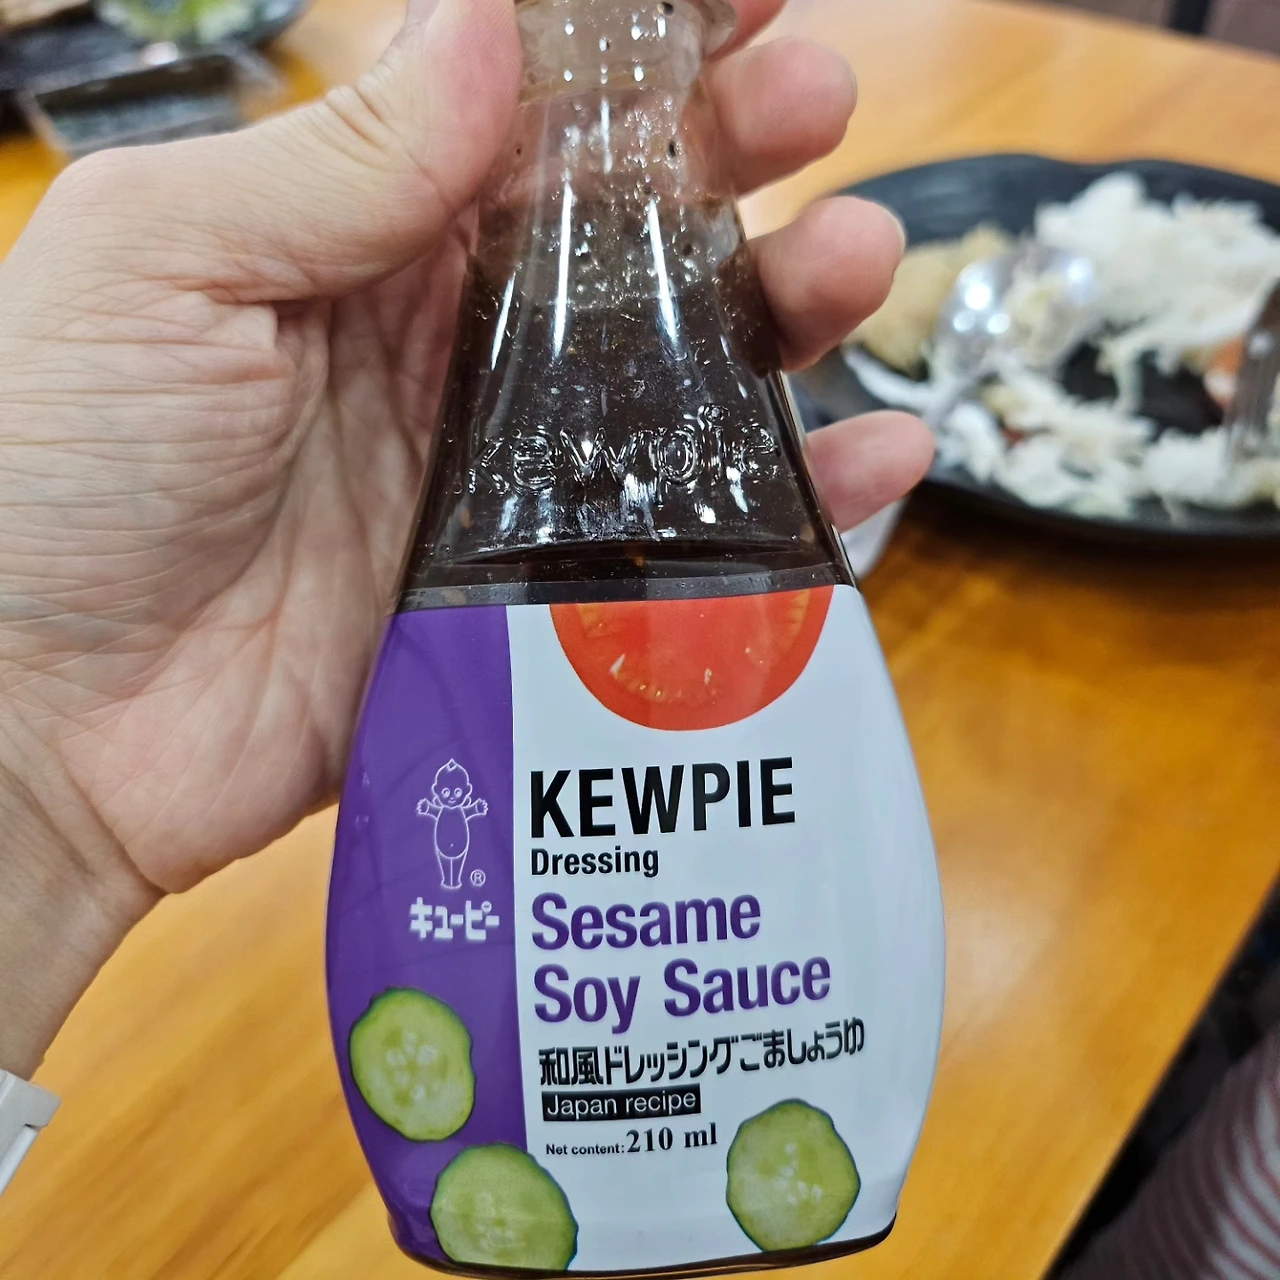 kewpie
KEWPIE
Dressing
®
キューピー
Sesame
Soy Sauce
和風ドレッシングごましょうゆ
Japan recipe
Net content: 210 ml